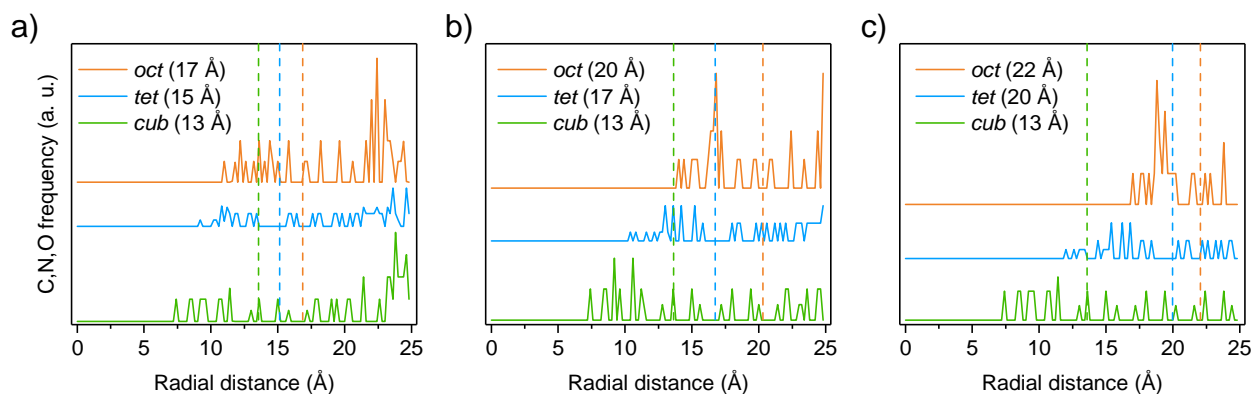 a)
C,N,O frequency (a. u.)
oct (17 Å)
tet (15 Å)
cub (13 Å)
0 5 10 15 20 25
Radial distance (Å)
b)
oct (20 Å)
tet (17 Å)
cub (13 Å)
0 5 10 15 20 25
Radial distance (Å)
c)
oct (22 Å)
tet (20 Å)
cub (13 Å)
0 5 10 15 20 25
Radial distance (Å)